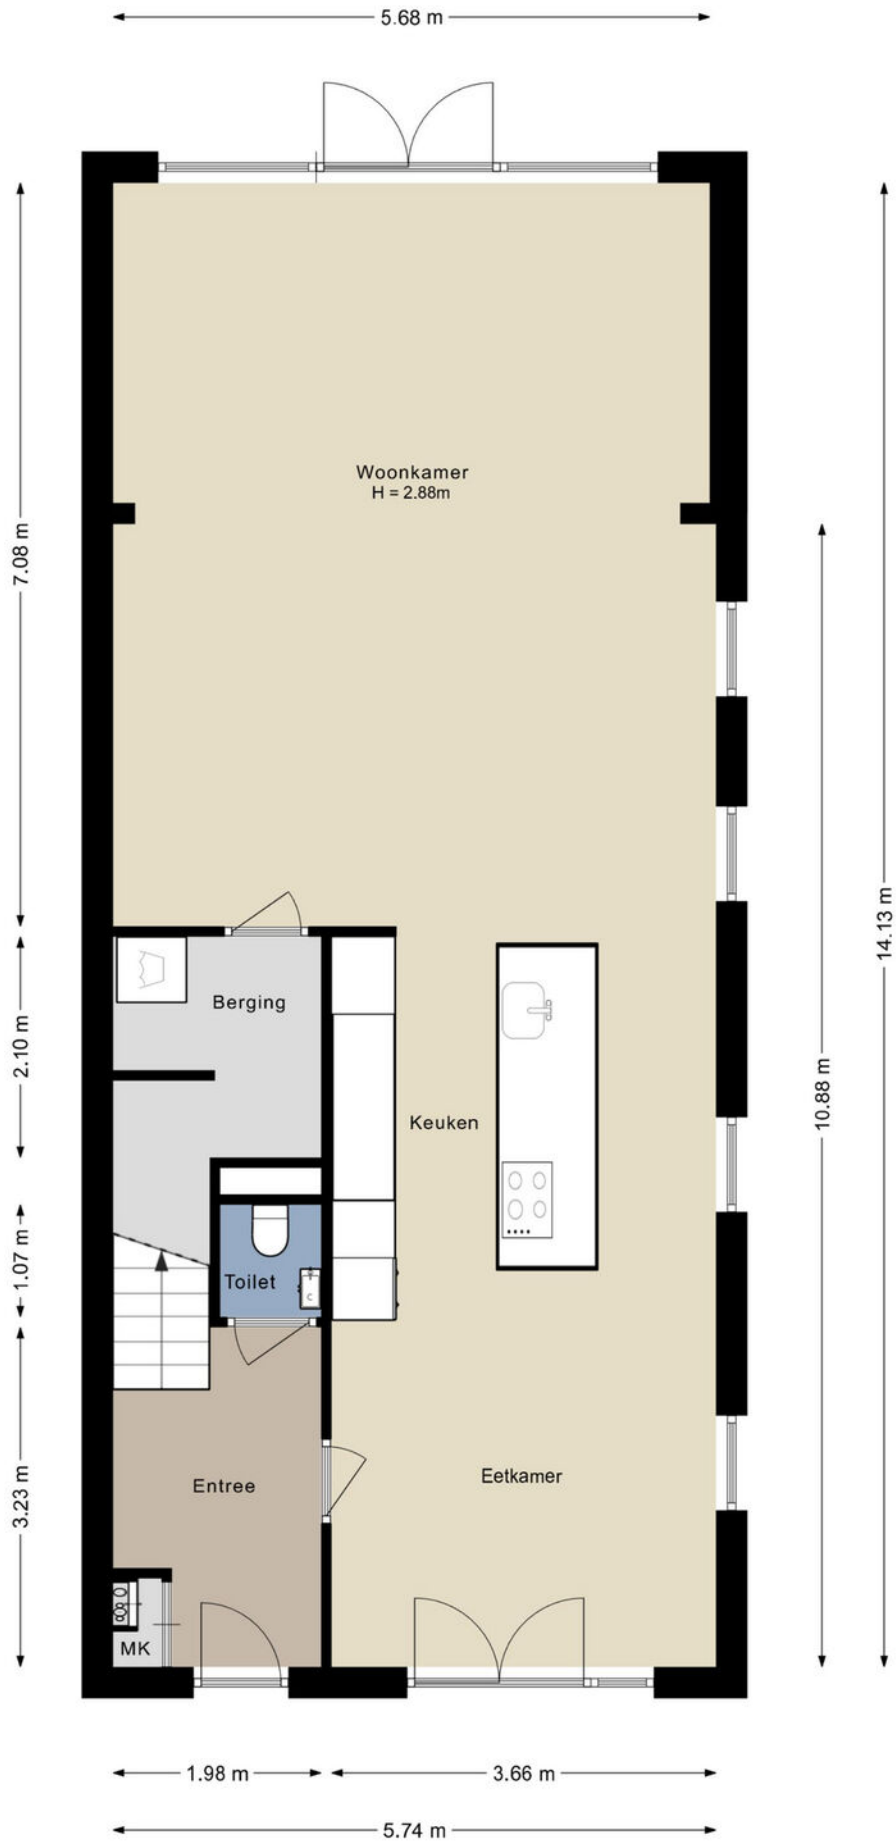 5.68 m
Woonkamer
H = 2.88m
7.08 m
14.13 m
Berging
2.10 m
10.88 m
Keuken
1.07 m
Toilet
C
Eetkamer
Entree
3.23 m
MK
1.98 m
3.66 m
5.74 m